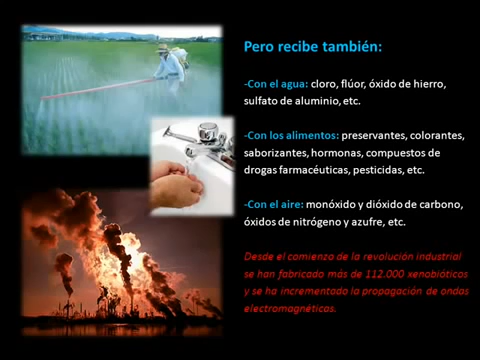 Pero recibe también:
-Con el agua: cloro, flúor, óxido de hierro,
sulfato de aluminio, etc.
-Con los alimentos: preservantes, colorantes,
saborizantes, hormonas, compuestos de
drogas farmacéuticas, pesticidas, etc.
-Con el aire: monóxido y dióxido de carbono,
óxidos de nitrógeno y azufre, etc.
Desde el comienzo de la revolución industrial
se han fabricado más de 112.000 xenobióticos
y se ha incrementado la propagación de ondas
electromagnéticas.